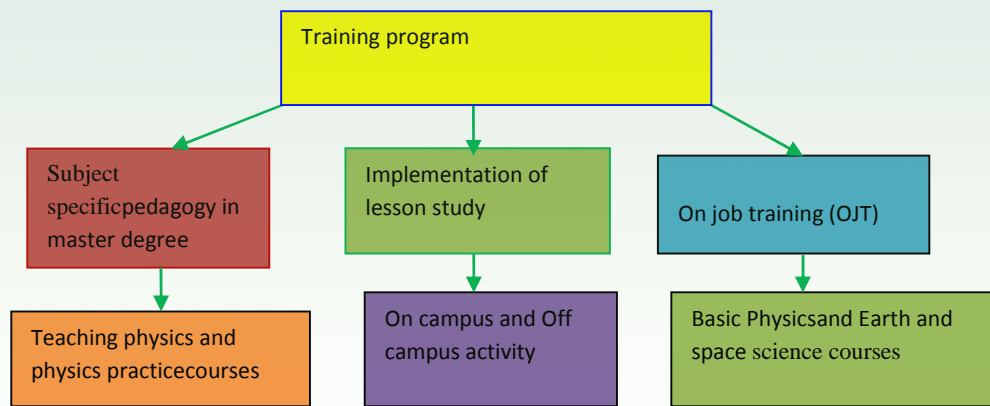 Training program
Subject
specificpedagogy in
master degree
Implementation of
lesson study
On job training (OJT)
Teaching physics and
physics practicecourses
On campus and Off
campus activity
Basic Physicsand Earth and
space science courses